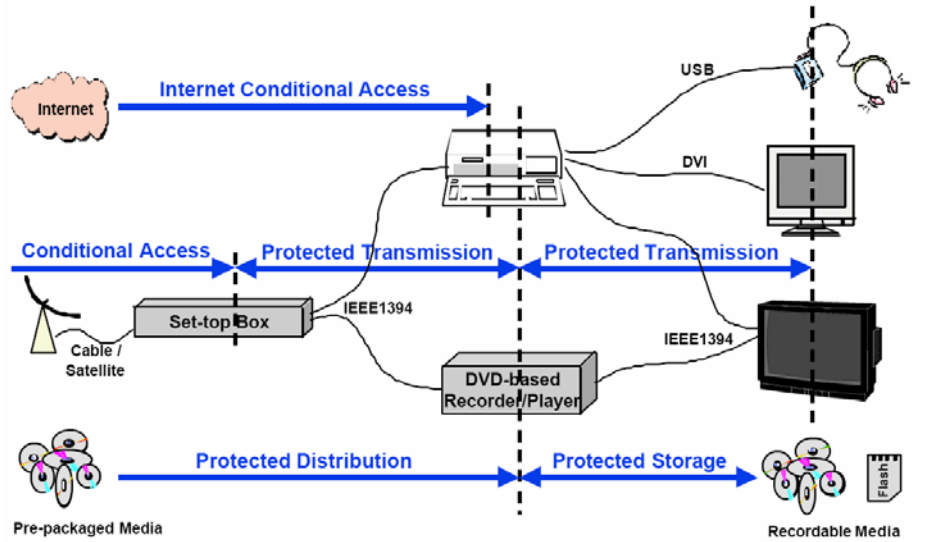 USB
Internet Conditional Access
Internet
DVI
Conditional Access
Protected Transmission
Protected Transmission
IEEE1394
Set-top Box
IEEE1394
Cable /
Satellite
DVD-based
Recorder/Player
Protected Distribution
Protected Storage
Flash
Pre-packaged Media
Recordable Media